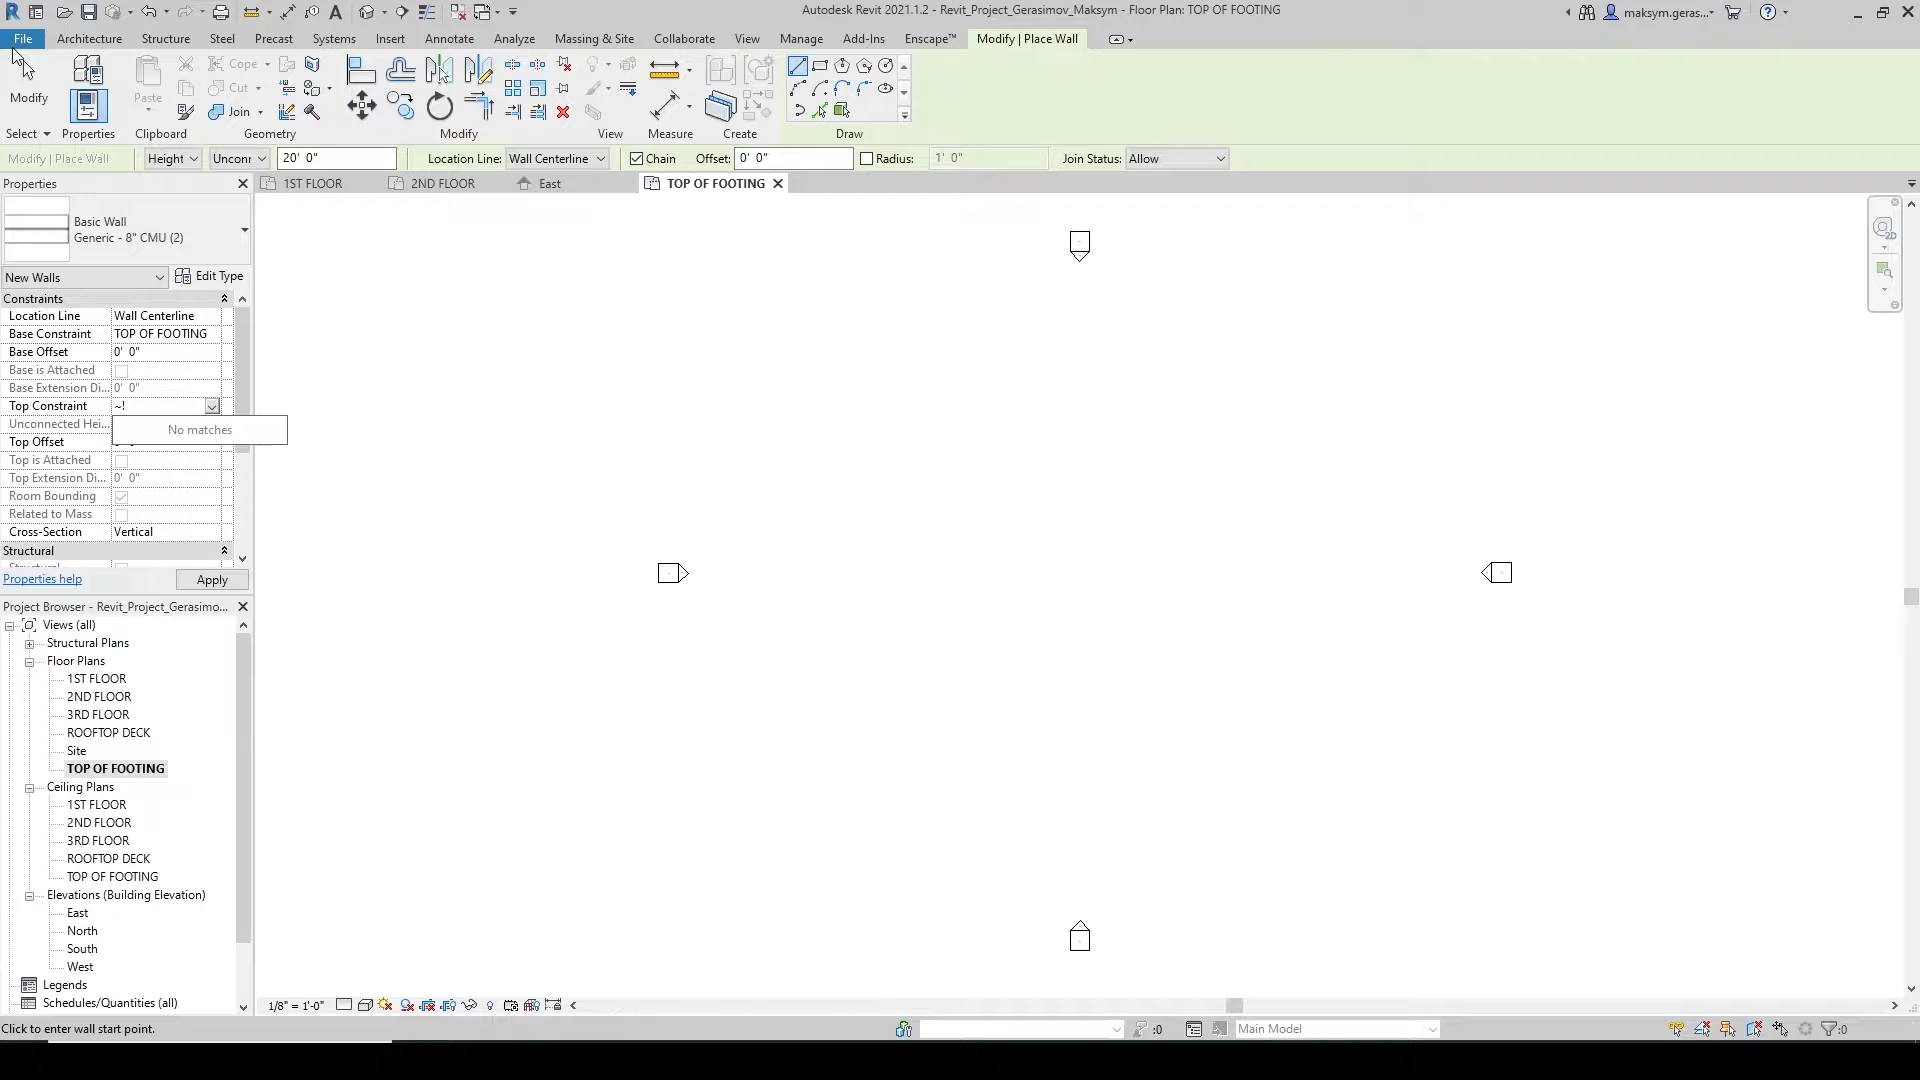 Autodesk Revit 2021.1.2 - Revit_Project_Gerasimov_Maksym - Floor Plan: TOP OF FOOTING
maksym.geras...
File Architecture Structure Steel Precast Systems Insert Annotate Analyze Massing & Site Collaborate View Manage Add-Ins Enscape™ Modify | Place Wall
Modify
Paste
Cope
Cut
Join
Select Properties Clipboard Geometry Modify View Measure Create Draw
Modify | Place Wall Height Unconr 20' 0" Location Line: Wall Centerline Chain Offset: 0' 0" Radius: 1' 0" Join Status: Allow
Properties
1ST FLOOR 2ND FLOOR East TOP OF FOOTING
Basic Wall
Generic - 8" CMU (2)
New Walls Edit Type
Constraints
Location Line Wall Centerline
Base Constraint TOP OF FOOTING
Base Offset 0' 0"
Base is Attached
Base Extension Di... 0' 0"
Top Constraint ~!
Unconnected Hei...
No matches
Top Offset
Top is Attached
Top Extension Di... 0' 0"
Room Bounding
Related to Mass
Cross-Section Vertical
Structural
Properties help Apply
Project Browser - Revit_Project_Gerasimo...
Views (all)
Structural Plans
Floor Plans
1ST FLOOR
2ND FLOOR
3RD FLOOR
ROOFTOP DECK
Site
TOP OF FOOTING
Ceiling Plans
1ST FLOOR
2ND FLOOR
3RD FLOOR
ROOFTOP DECK
TOP OF FOOTING
Elevations (Building Elevation)
East
North
South
West
Legends
Schedules/Quantities (all)
1/8" = 1'-0"
Click to enter wall start point.
:0
Main Model
:0